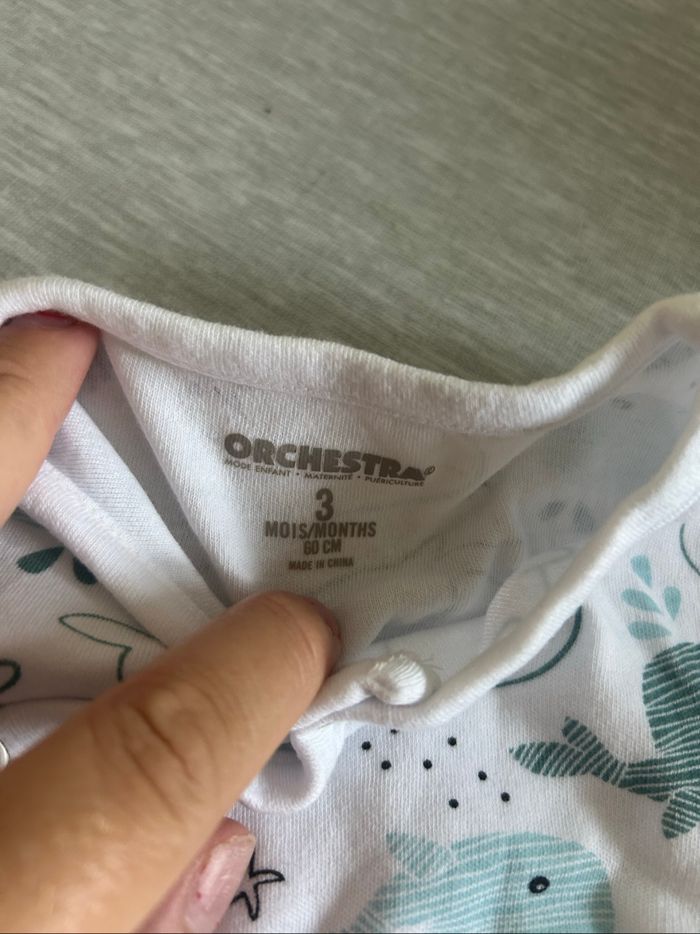 ORCHESTRA®
MODE ENFANT • MATERNITÉ • PUÉRICULTURE
3
MOIS/MONTHS
60 CM
MADE IN CHINA